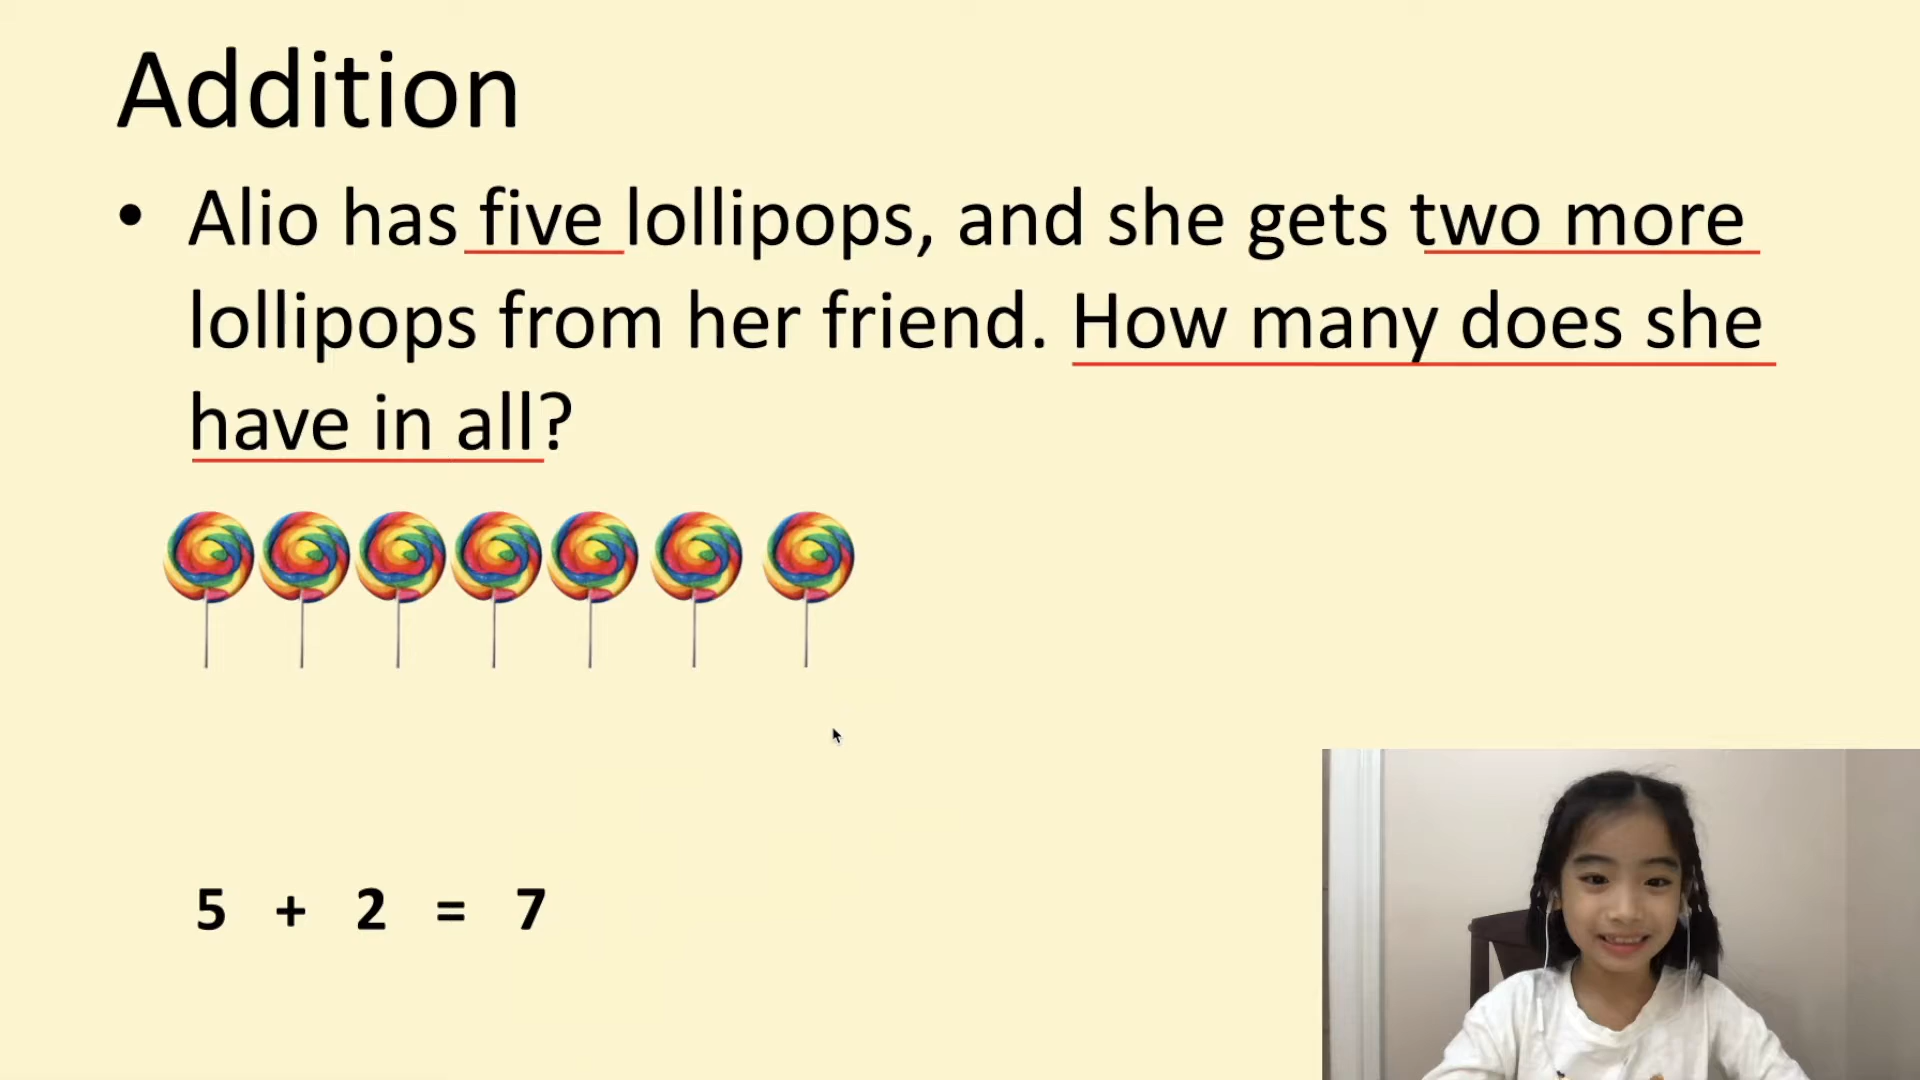 Addition
• Alio has five lollipops, and she gets two more
lollipops from her friend. How many does she
have in all?
5 + 2 = 7